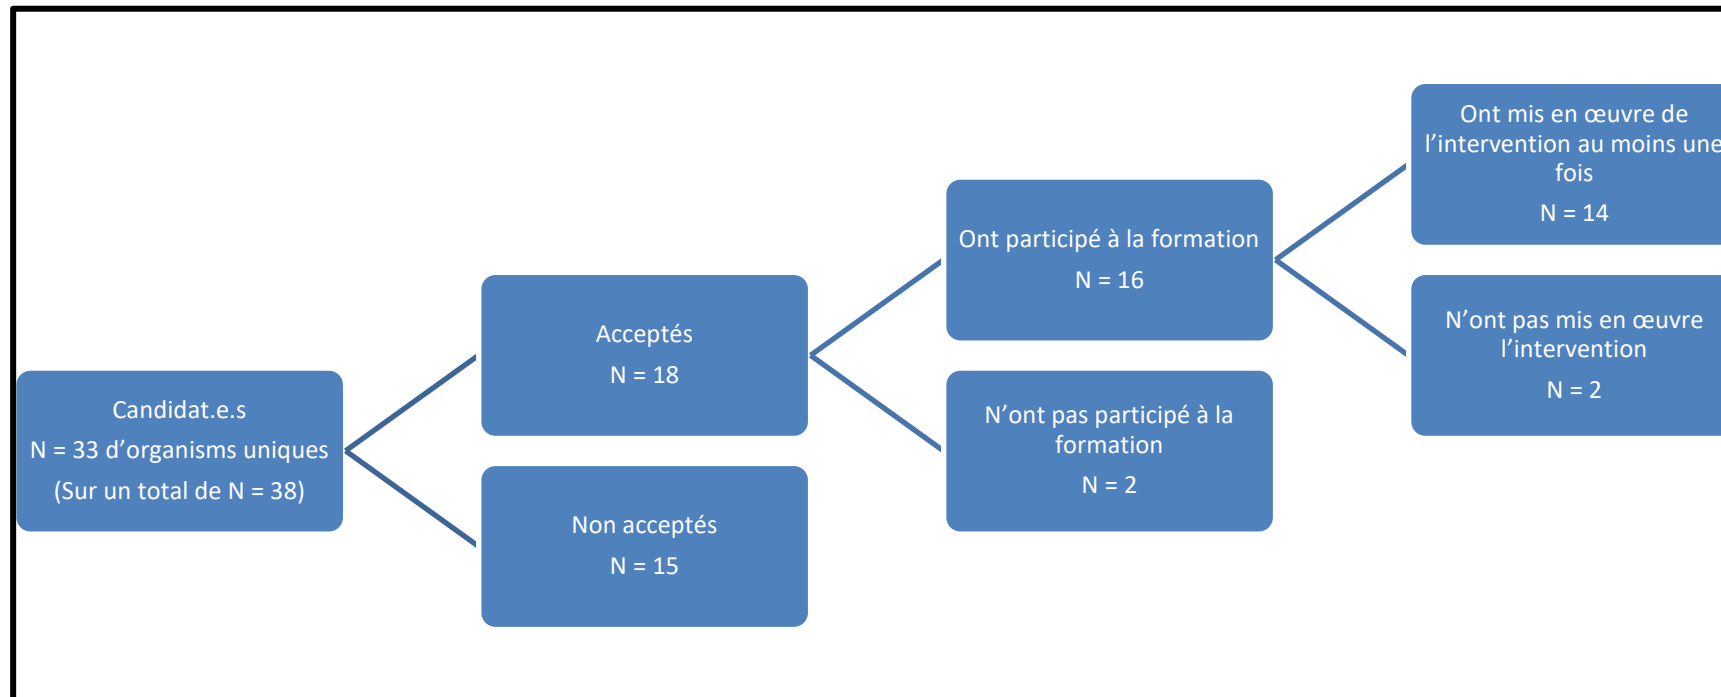 Candidat.e.s
N = 33 d’organisms uniques
(Sur un total de N = 38)
Acceptés
N = 18
Non acceptés
N = 15
Ont participé à la formation
N = 16
N’ont pas participé à la
formation
N = 2
Ont mis en œuvre de
l’intervention au moins une
fois
N = 14
N’ont pas mis en œuvre
l’intervention
N = 2